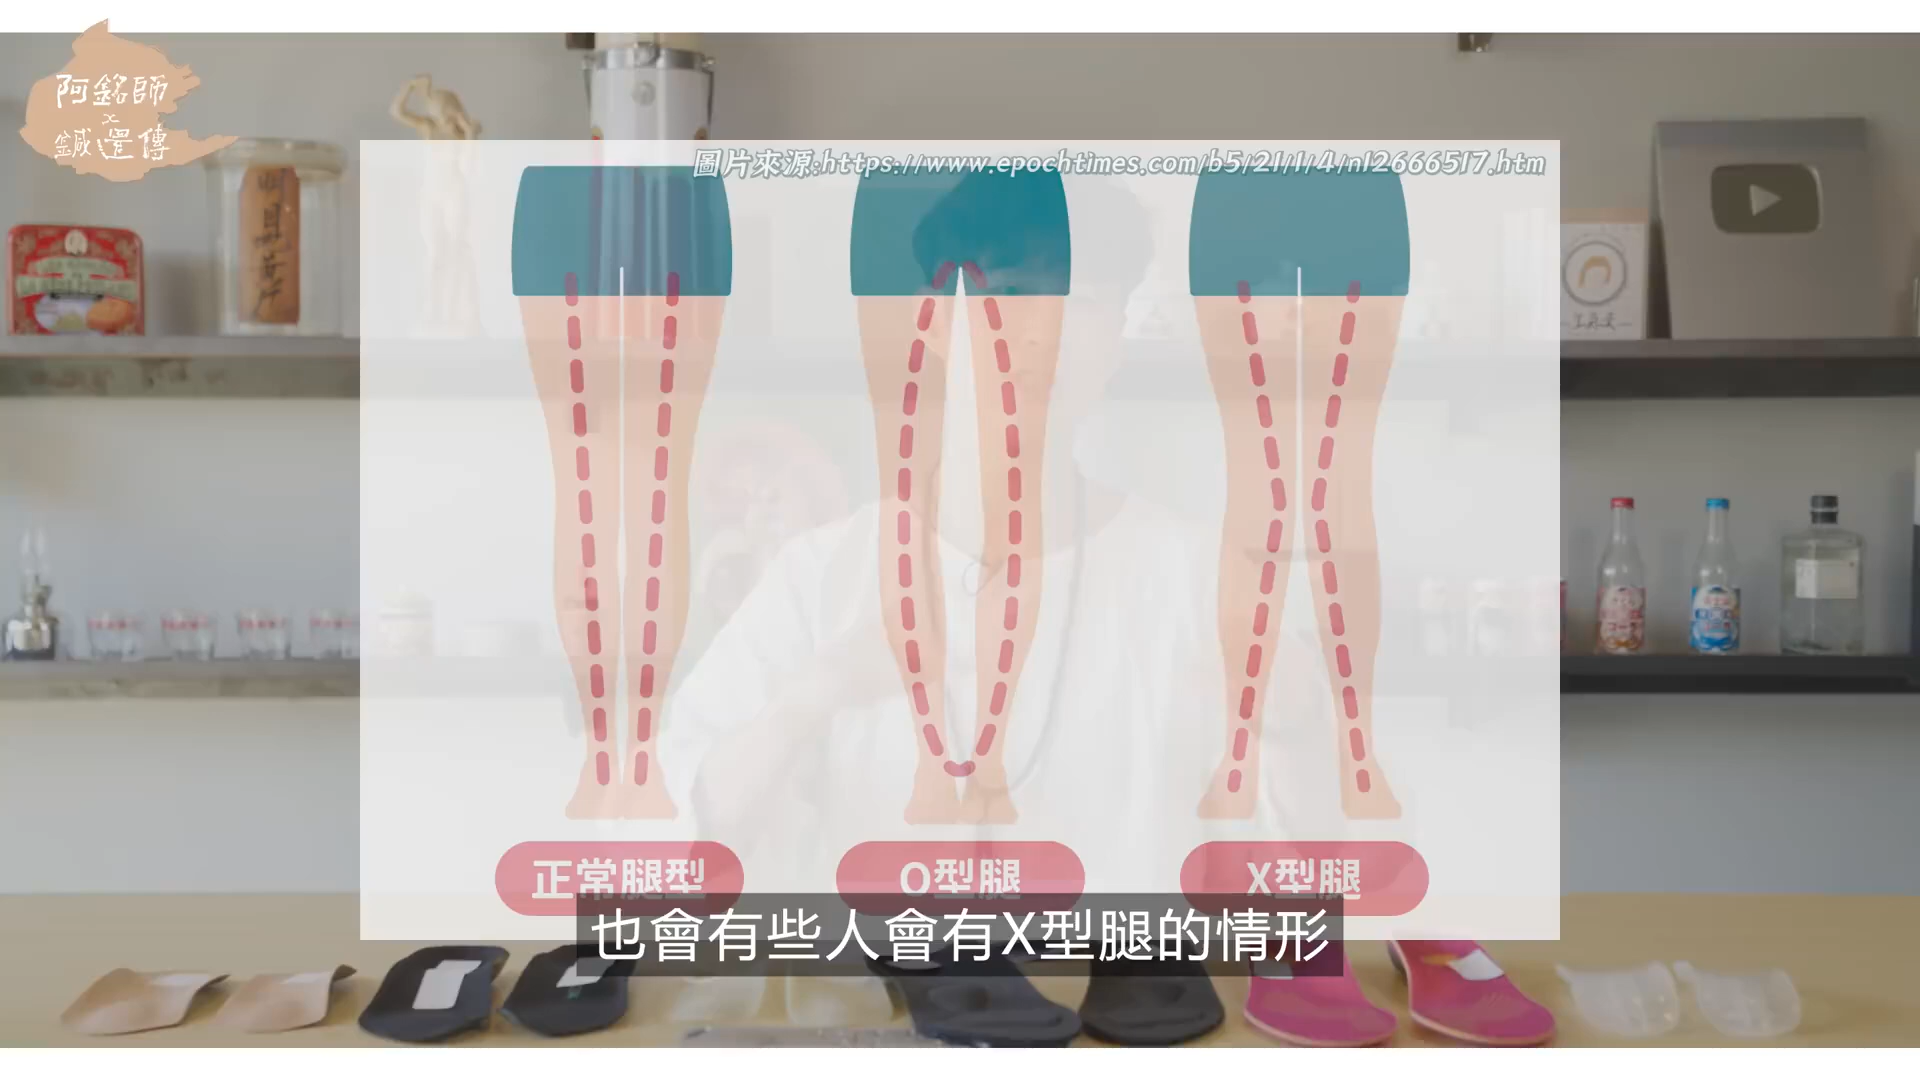 阿銘師
x
鍼灸傳
圖片來源:https://www.epochtimes.com/b5/21/1/4/n12666517.htm
正常腿型
O型腿
X型腿
也會有些人會有X型腿的情形